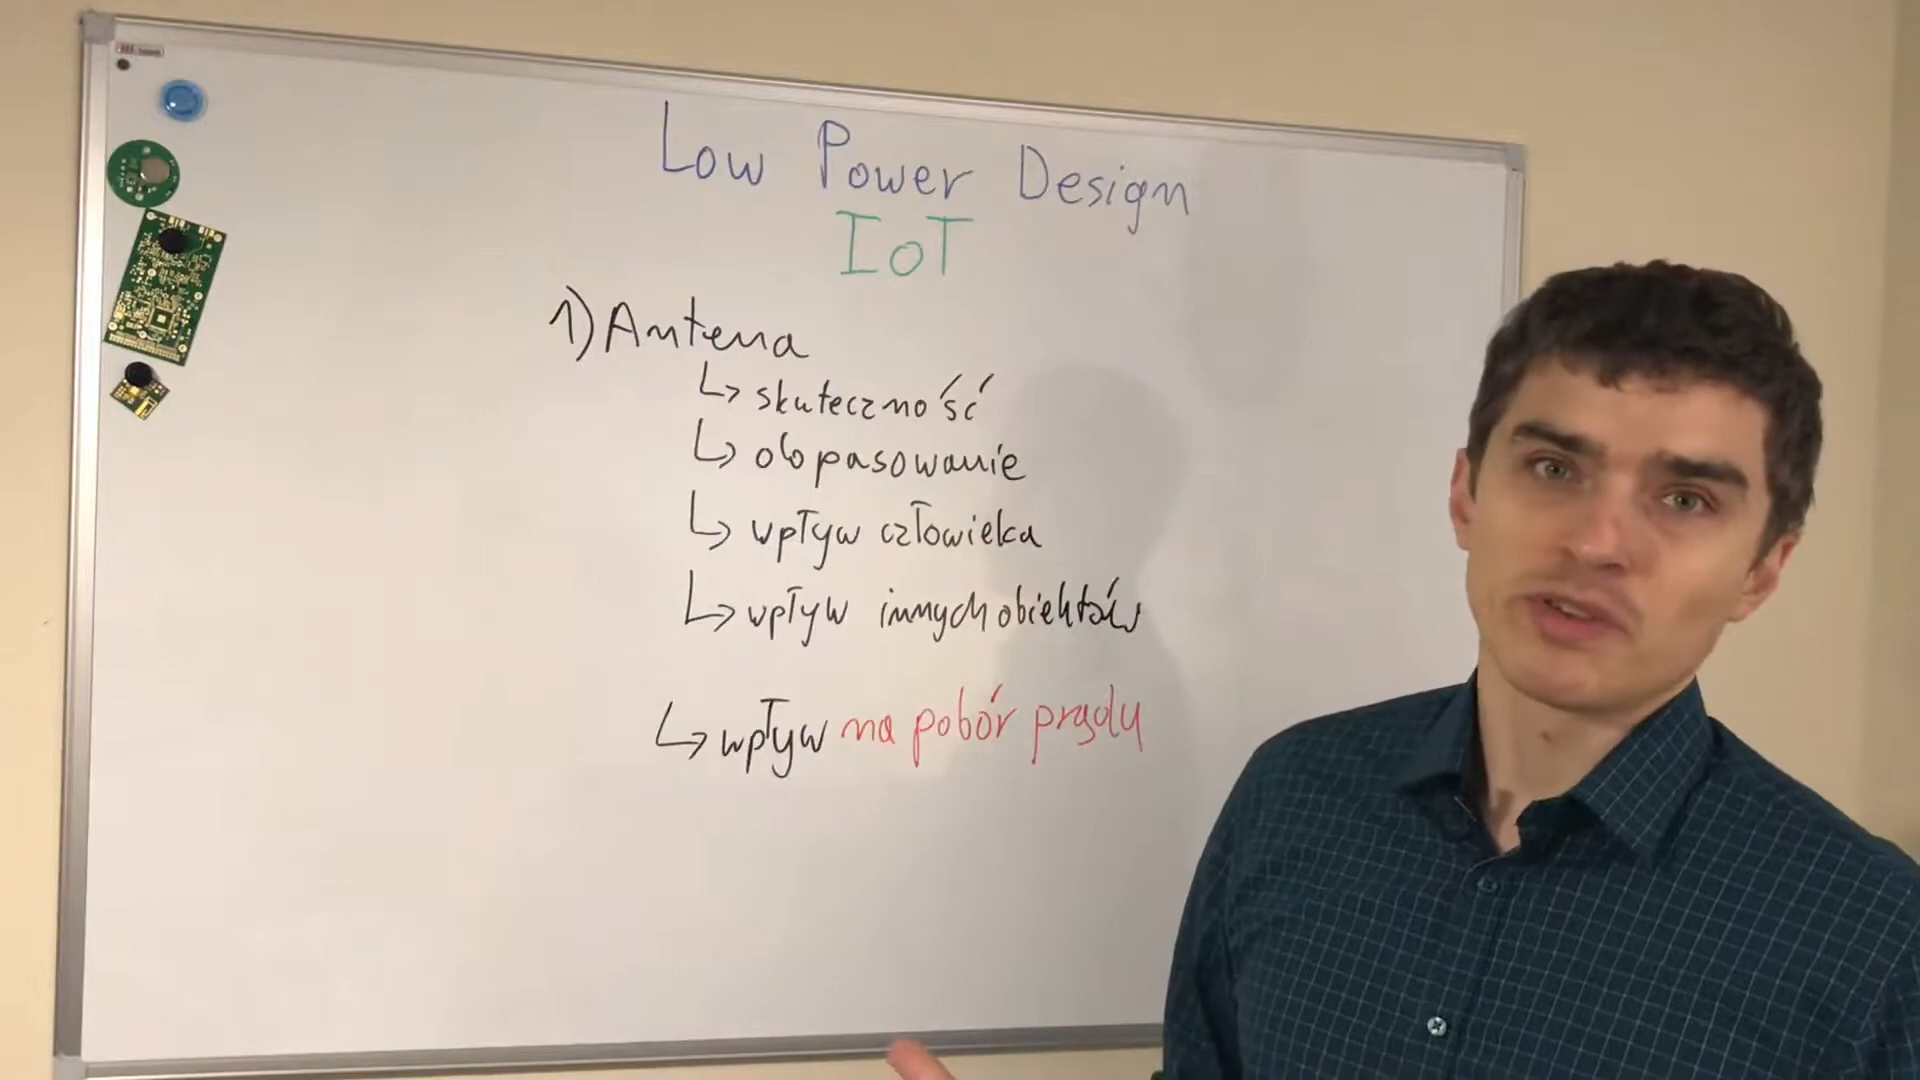 Low Power Design
IoT
1) Antena
↳ skuteczność
↳ dopasowanie
↳ wpływ człowieka
↳ wpływ innych obiektów
↳ wpływ na pobór prądu